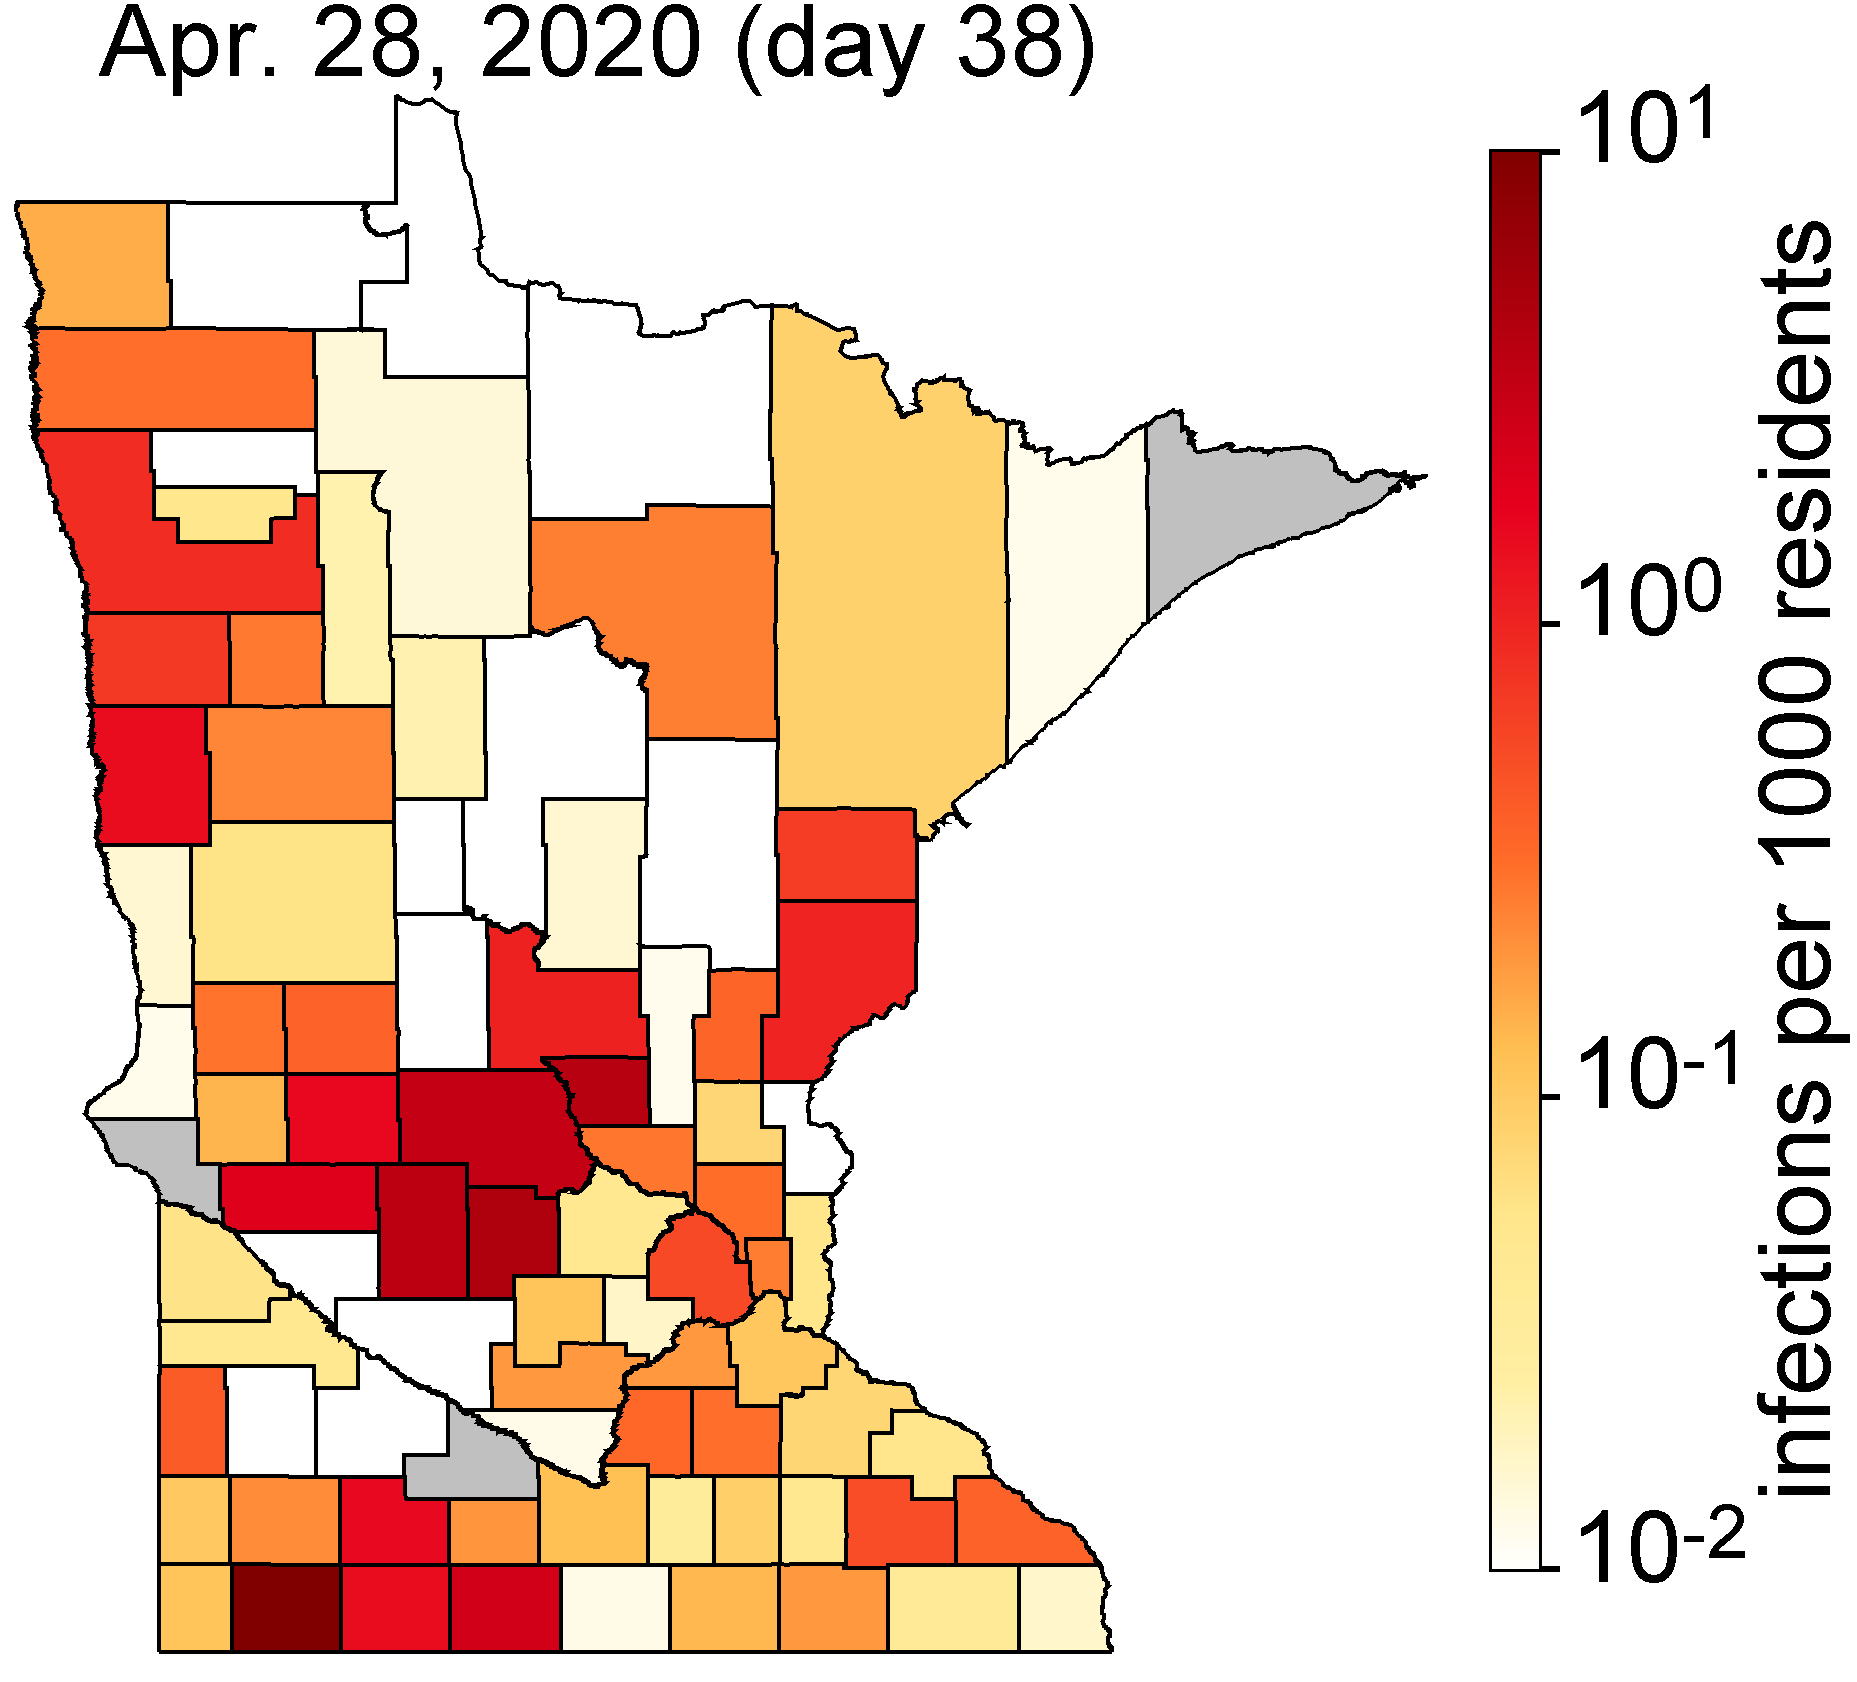 Apr. 28, 2020 (day 38)
10¹
10⁰
10⁻¹
10⁻²
infections per 1000 residents